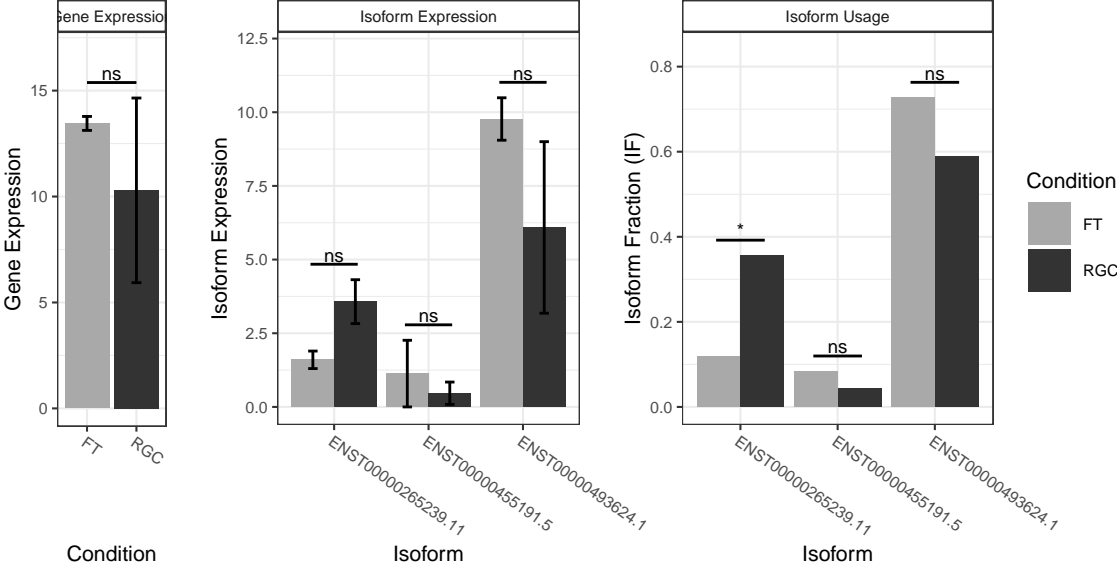 Gene Expression
Isoform Expression
Isoform Usage
Gene Expression
15
10
5
0
ns
FT
RGC
Condition
Isoform Expression
12.5
10.0
7.5
5.0
2.5
0.0
ns
ns
ns
ENST00000265239.11
ENST00000455191.5
ENST00000493624.1
Isoform
Isoform Fraction (IF)
0.8
0.6
0.4
0.2
0.0
*
ns
ns
ENST00000265239.11
ENST00000455191.5
ENST00000493624.1
Isoform
Condition
FT
RGC